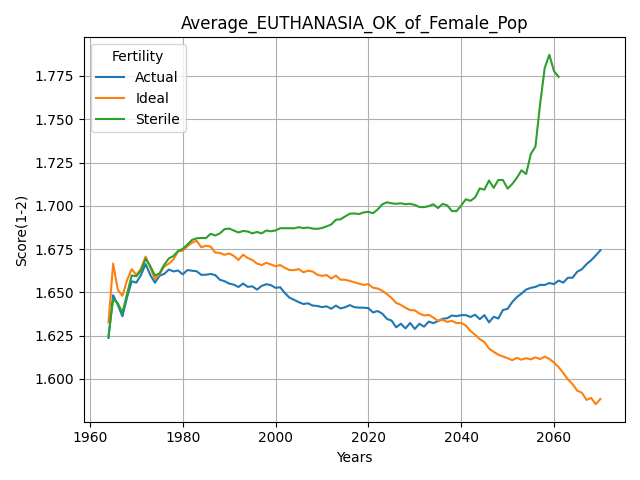 Average_EUTHANASIA_OK_of_Female_Pop
Fertility
Actual
Ideal
Sterile
1.775
1.750
1.725
1.700
1.675
1.650
1.625
1.600
Score(1-2)
1960
1980
2000
2020
2040
2060
Years